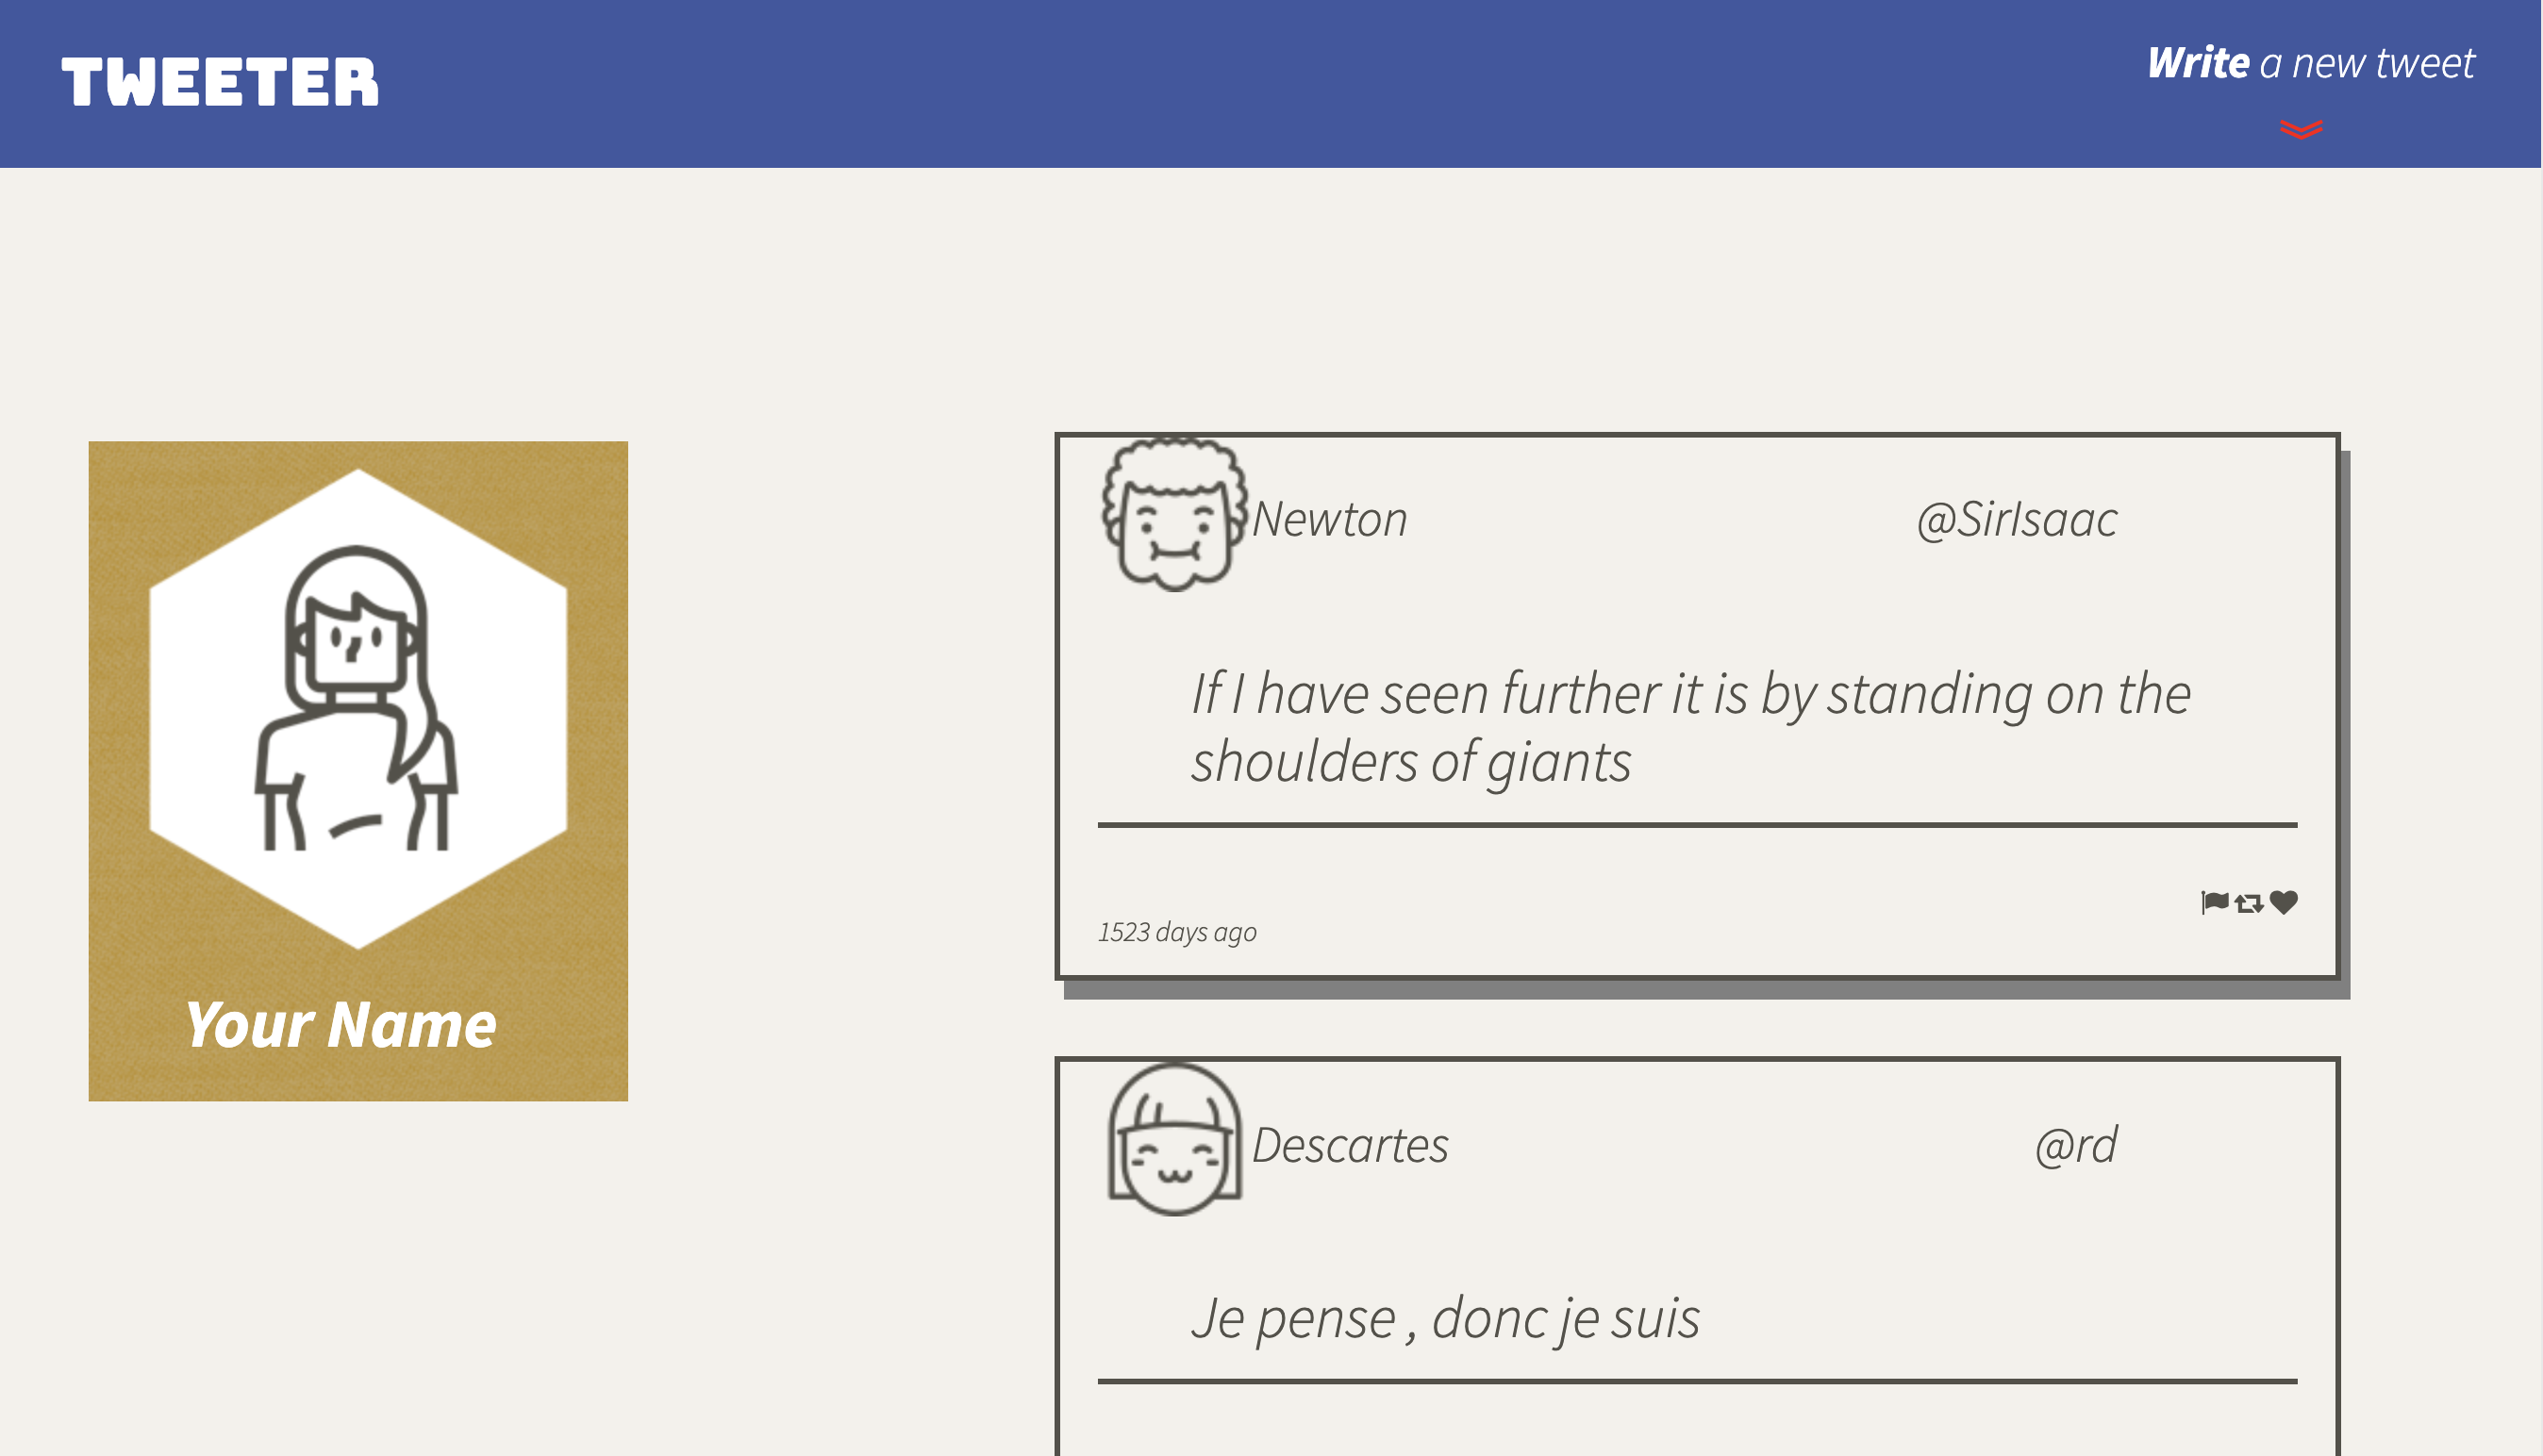 TWEETER
Write a new tweet
Your Name
Newton
@SirIsaac
If I have seen further it is by standing on the
shoulders of giants
1523 days ago
Descartes
@rd
Je pense , donc je suis